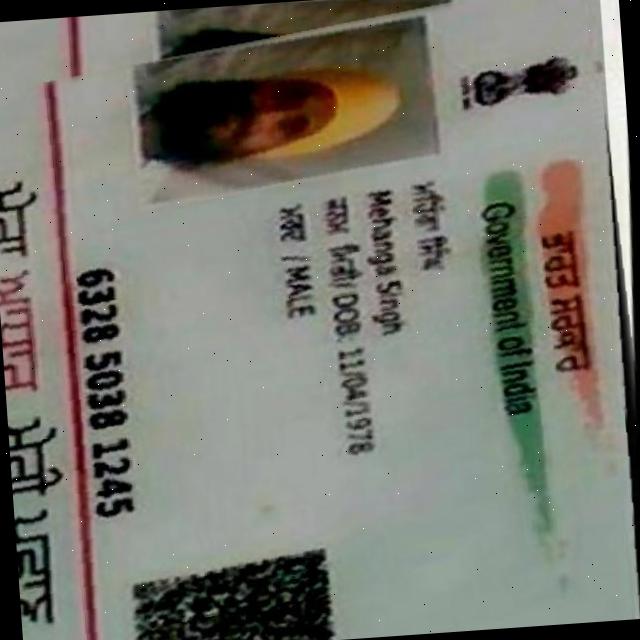 ਭਾਰਤ ਸਰਕਾਰ
Government of India
ਮਹਿੰਗਾ ਸਿੰਘ
Mehanga Singh
ਜਨਮ ਮਿਤੀ/ DOB: 11/04/1978
ਮਰਦ / MALE
6328 5038 1245
ਮੇਰਾ ਆਧਾਰ, ਮੇਰੀ ਪਛਾਣ